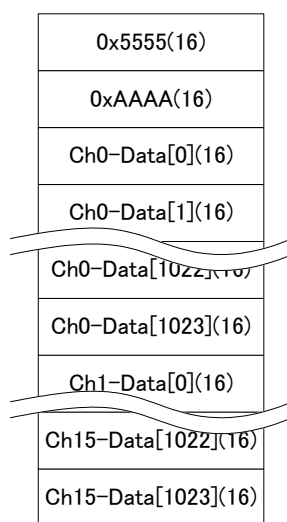 0x5555(16)
0xAAAA(16)
Ch0-Data[0](16)
Ch0-Data[1](16)
Ch0-Data[1022](16)
Ch0-Data[1023](16)
Ch1-Data[0](16)
Ch15-Data[1022](16)
Ch15-Data[1023](16)